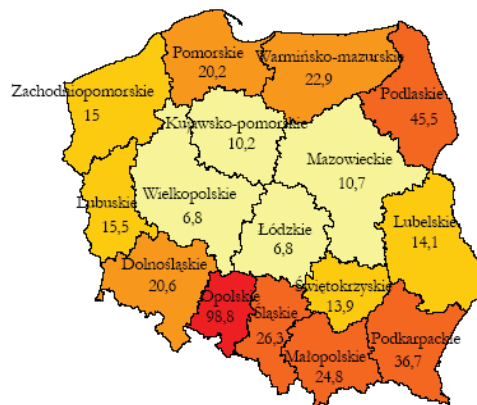 Pomorskie
20,2
Warmińsko-mazurskie
22,9
Zachodniopomorskie
15
Podlaskie
45,5
Kujawsko-pomorskie
10,2
Mazowieckie
10,7
Wielkopolskie
6,8
Lubuskie
15,5
Łódzkie
6,8
Lubelskie
14,1
Dolnośląskie
20,6
Opolskie
98,8
Śląskie
26,3
Świętokrzyskie
13,9
Małopolskie
24,8
Podkarpackie
36,7